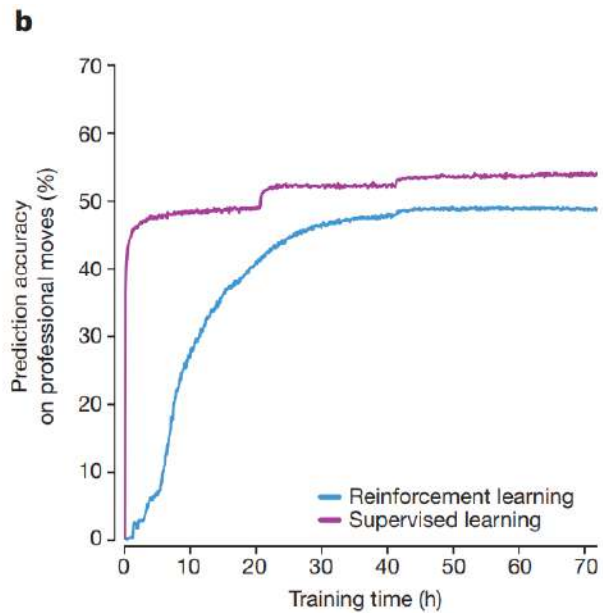 b
70
60
50
40
30
20
10
0
Prediction accuracy
on professional moves (%)
Reinforcement learning
Supervised learning
0 10 20 30 40 50 60 70
Training time (h)